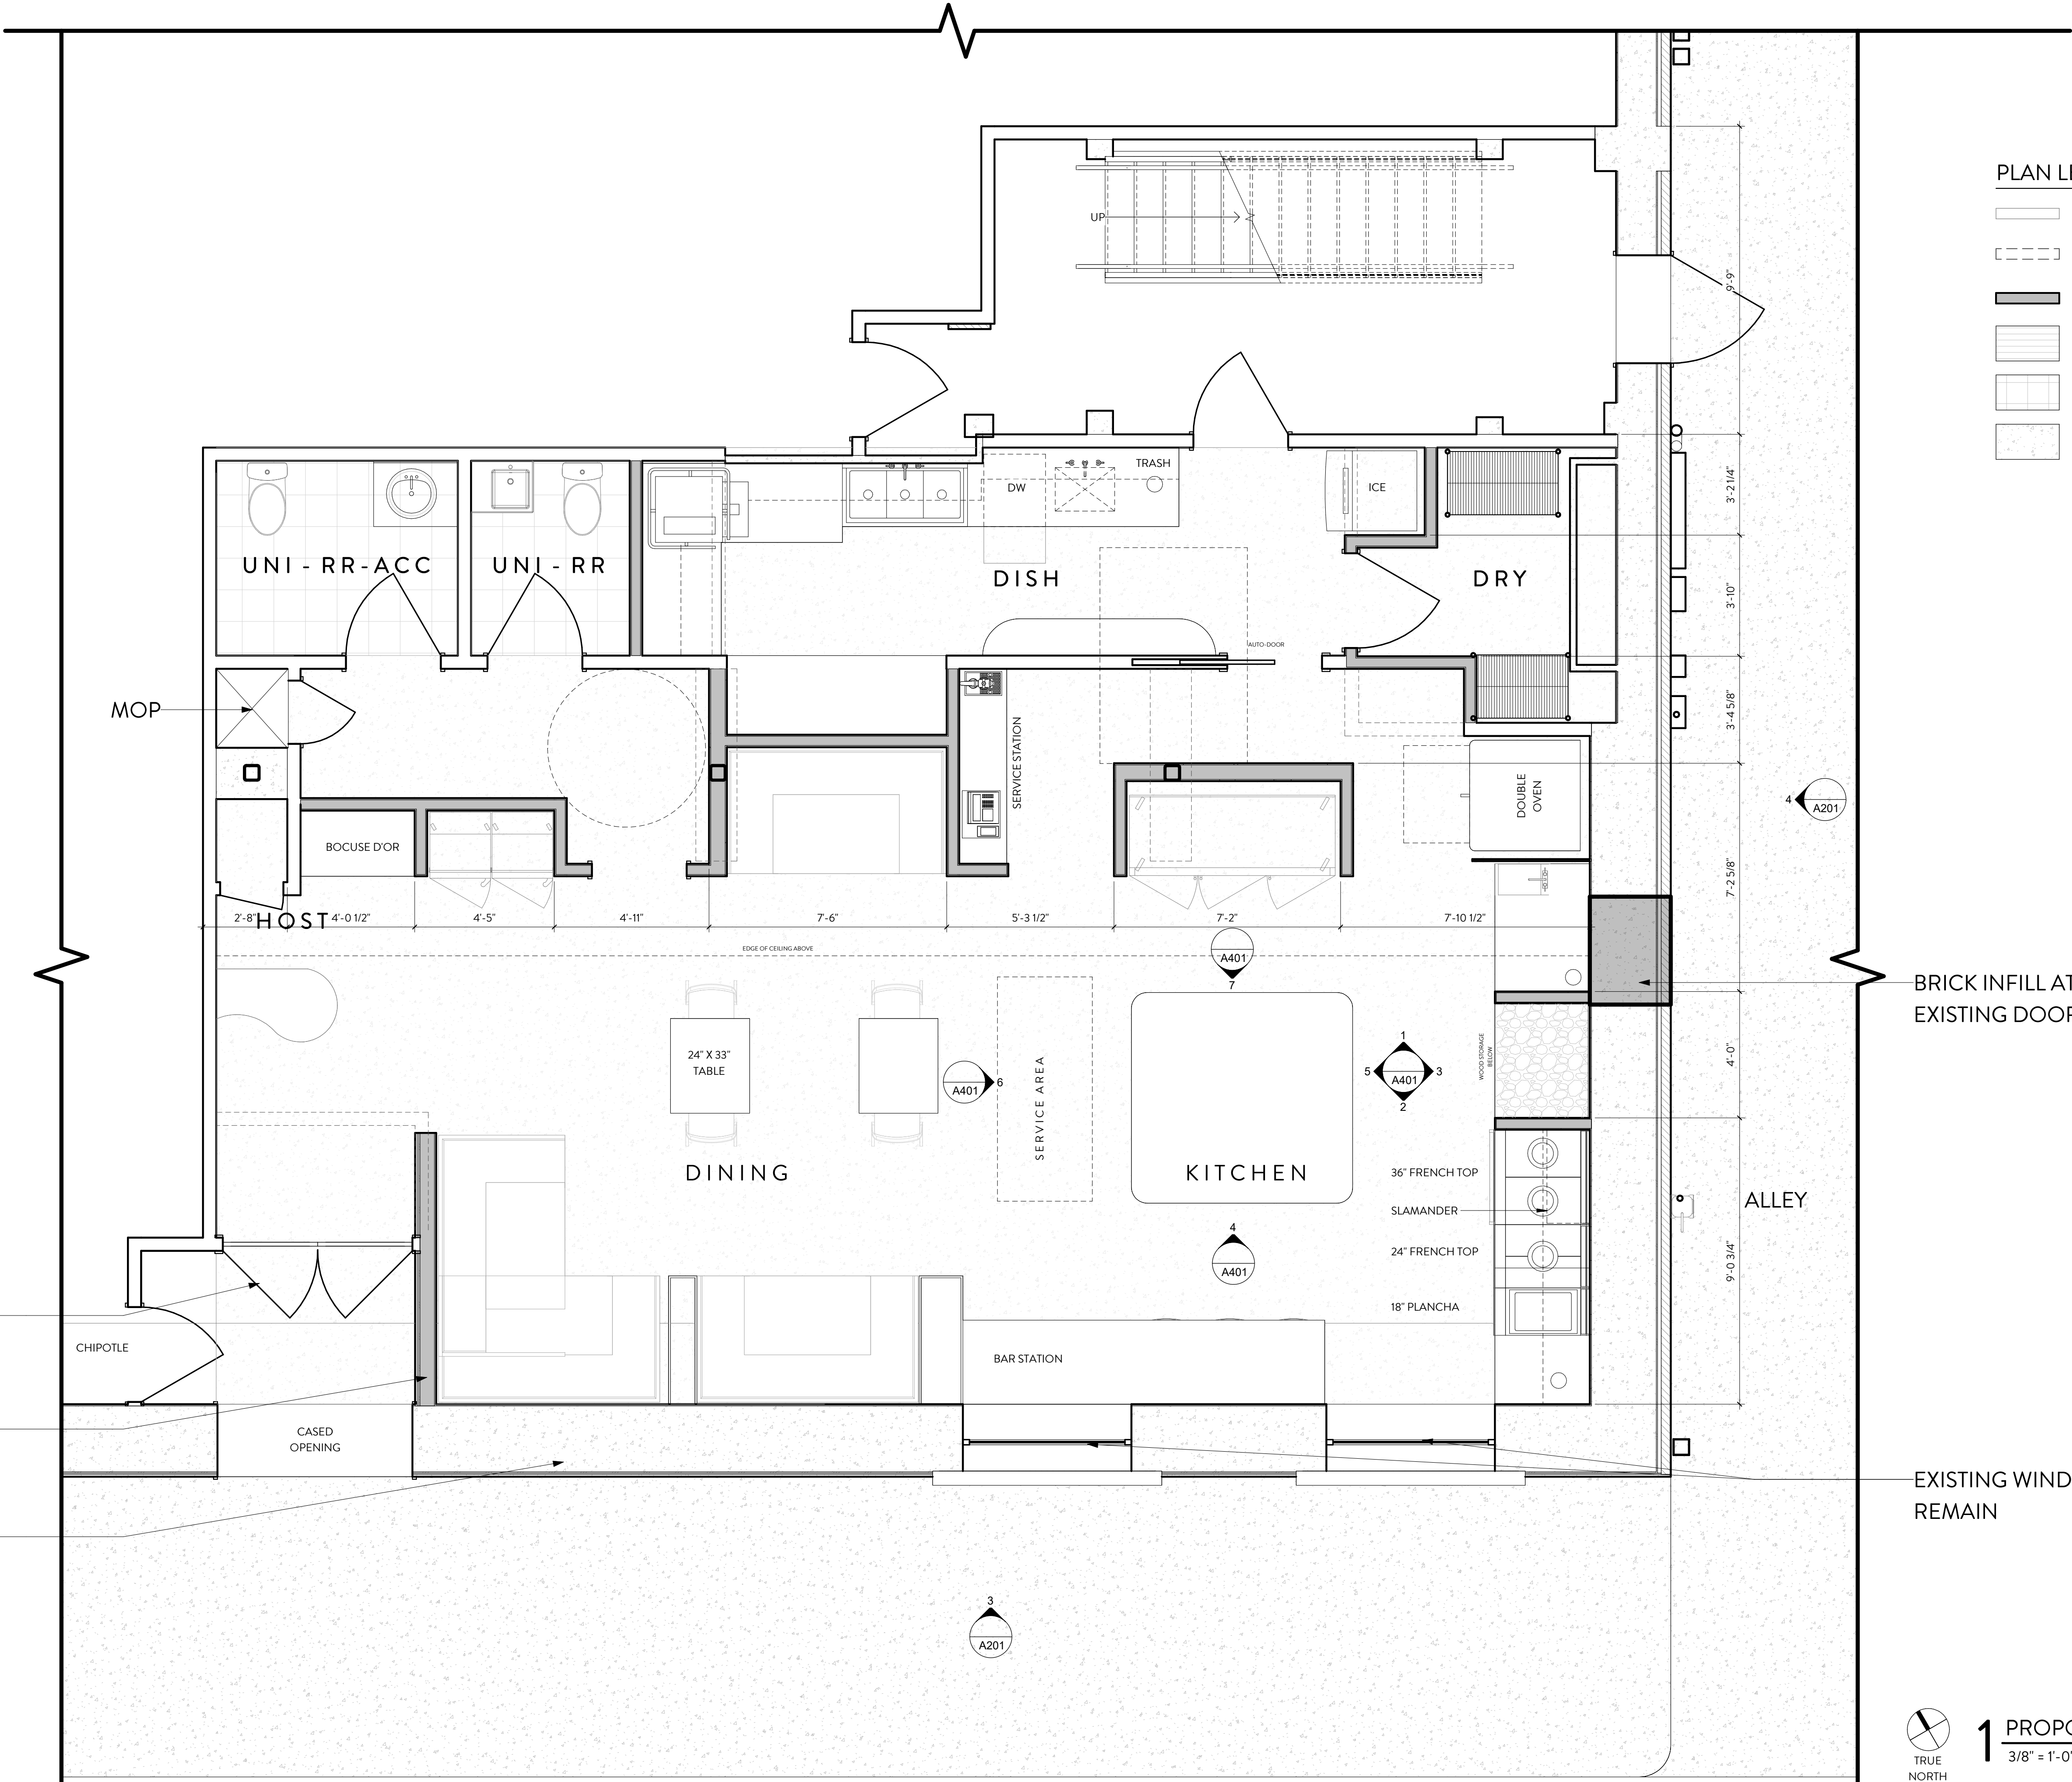 PLAN LE
UP
9'-9"
TRASH
DW
ICE
3'-2 1/4"
UNI - RR-ACC
UNI - RR
DISH
DRY
3'-10"
AUTO-DOOR
MOP
SERVICE STATION
3'-4 5/8"
DOUBLE
OVEN
4
A201
BOCUSE D'OR
7'-2 5/8"
HOST
2'-8"
4'-0 1/2"
4'-5"
4'-11"
7'-6"
5'-3 1/2"
7'-2"
7'-10 1/2"
EDGE OF CEILING ABOVE
A401
7
BRICK INFILL AT
EXISTING DOOR
24" X 33"
TABLE
A401
6
SERVICE AREA
1
5
A401
3
2
WOOD STORAGE
BELOW
4'-0"
DINING
KITCHEN
36" FRENCH TOP
SLAMANDER
24" FRENCH TOP
18" PLANCHA
ALLEY
4
A401
9'-0 3/4"
CHIPOTLE
BAR STATION
CASED
OPENING
EXISTING WIND
REMAIN
3
A201
TRUE
NORTH
1
PROPO
3/8" = 1'-0"